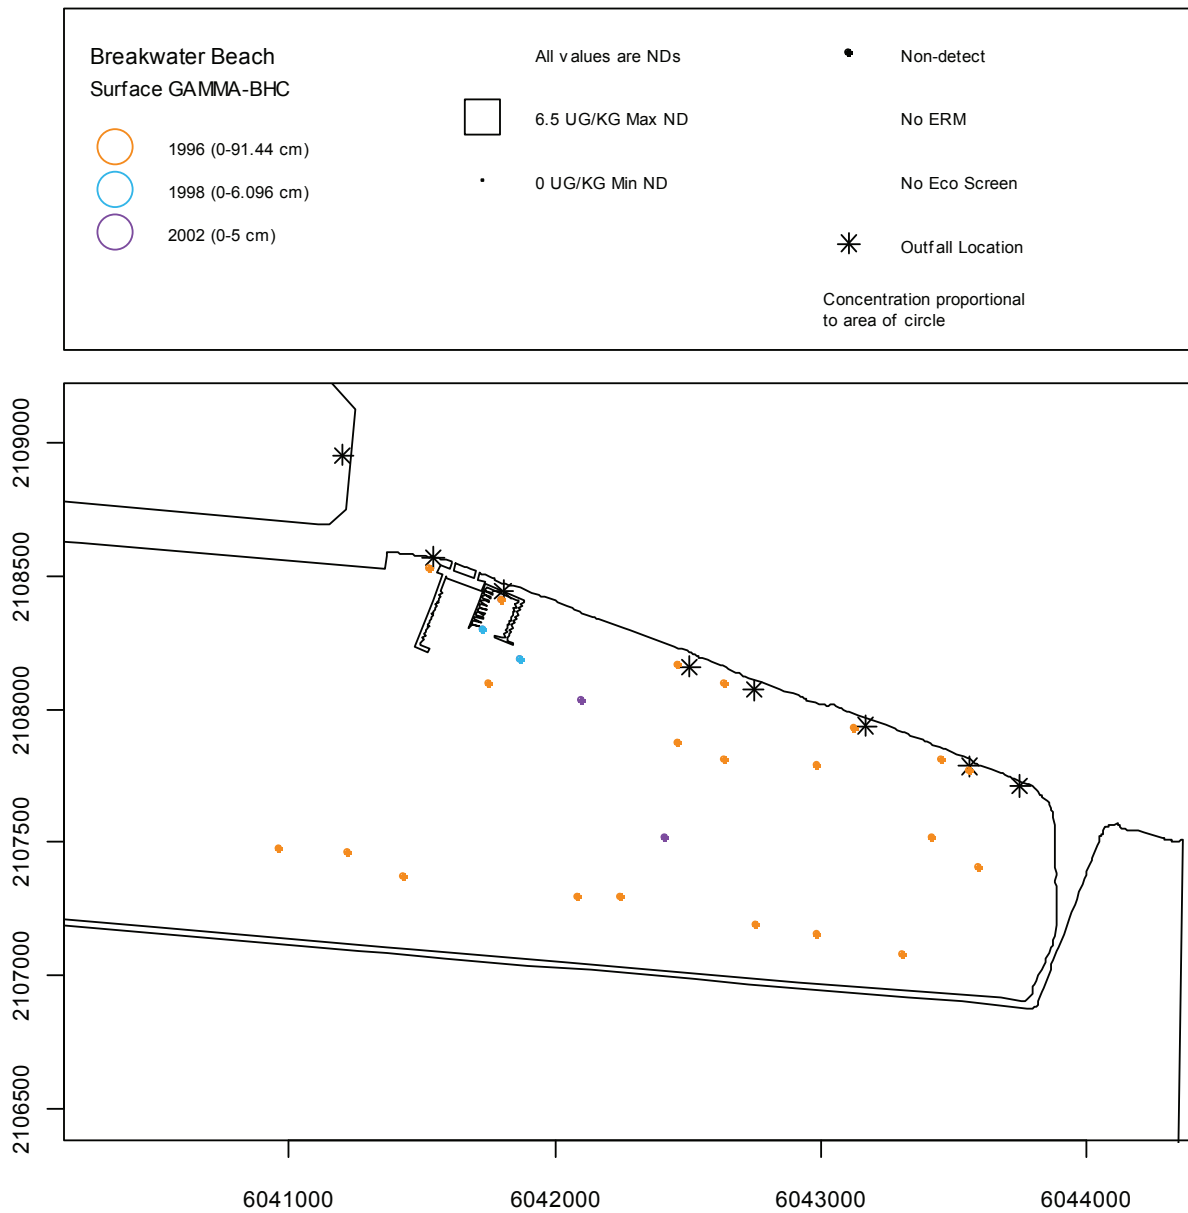 Breakwater Beach
Surface GAMMA-BHC
1996 (0-91.44 cm)
1998 (0-6.096 cm)
2002 (0-5 cm)
All values are NDs
6.5 UG/KG Max ND
0 UG/KG Min ND
Non-detect
No ERM
No Eco Screen
Outfall Location
Concentration proportional
to area of circle
2109000
2108500
2108000
2107500
2107000
2106500
6041000
6042000
6043000
6044000